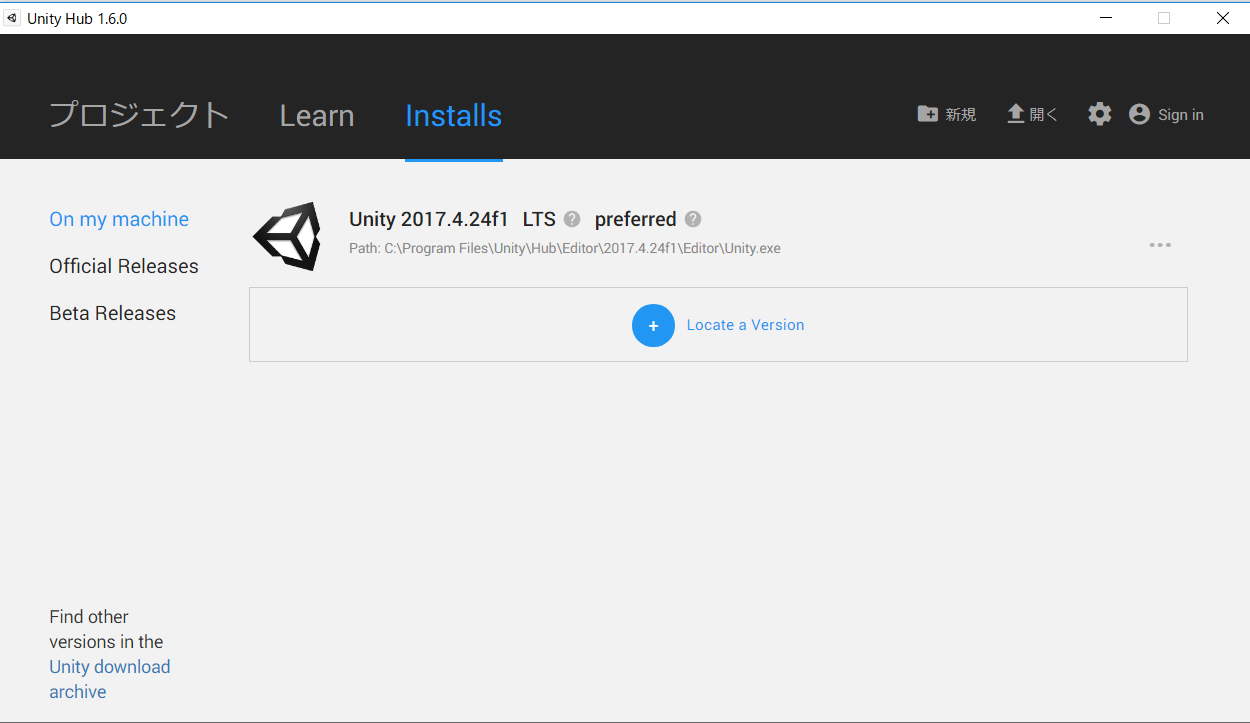 Unity Hub 1.6.0
プロジェクト Learn Installs 新規 開く Sign in
On my machine
Official Releases
Beta Releases
Unity 2017.4.24f1 LTS ? preferred ?
Path: C:\Program Files\Unity\Hub\Editor\2017.4.24f1\Editor\Unity.exe
+ Locate a Version
Find other
versions in the
Unity download
archive